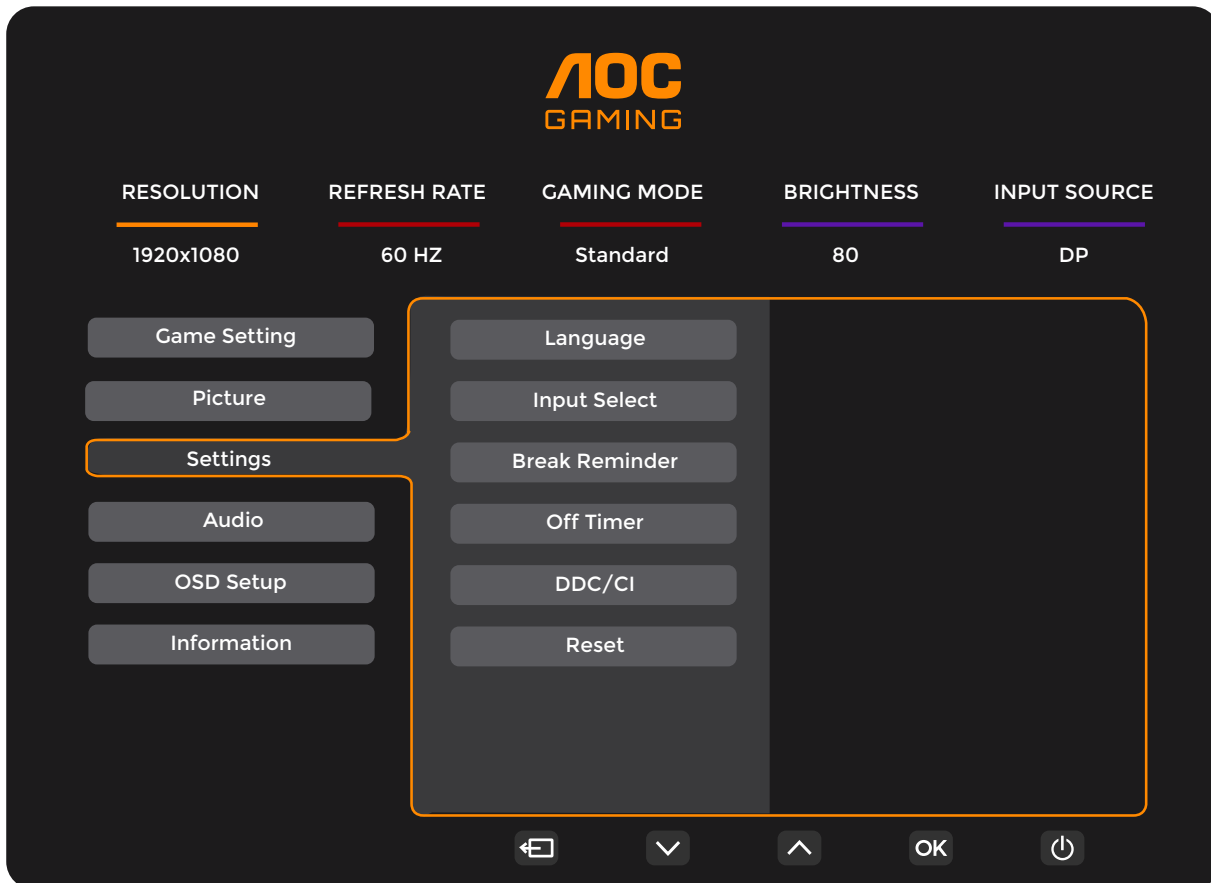 AOC
GAMING
RESOLUTION REFRESH RATE GAMING MODE BRIGHTNESS INPUT SOURCE
1920x1080 60 HZ Standard 80 DP
Game Setting
Picture
Settings
Audio
OSD Setup
Information
Language
Input Select
Break Reminder
Off Timer
DDC/CI
Reset
OK